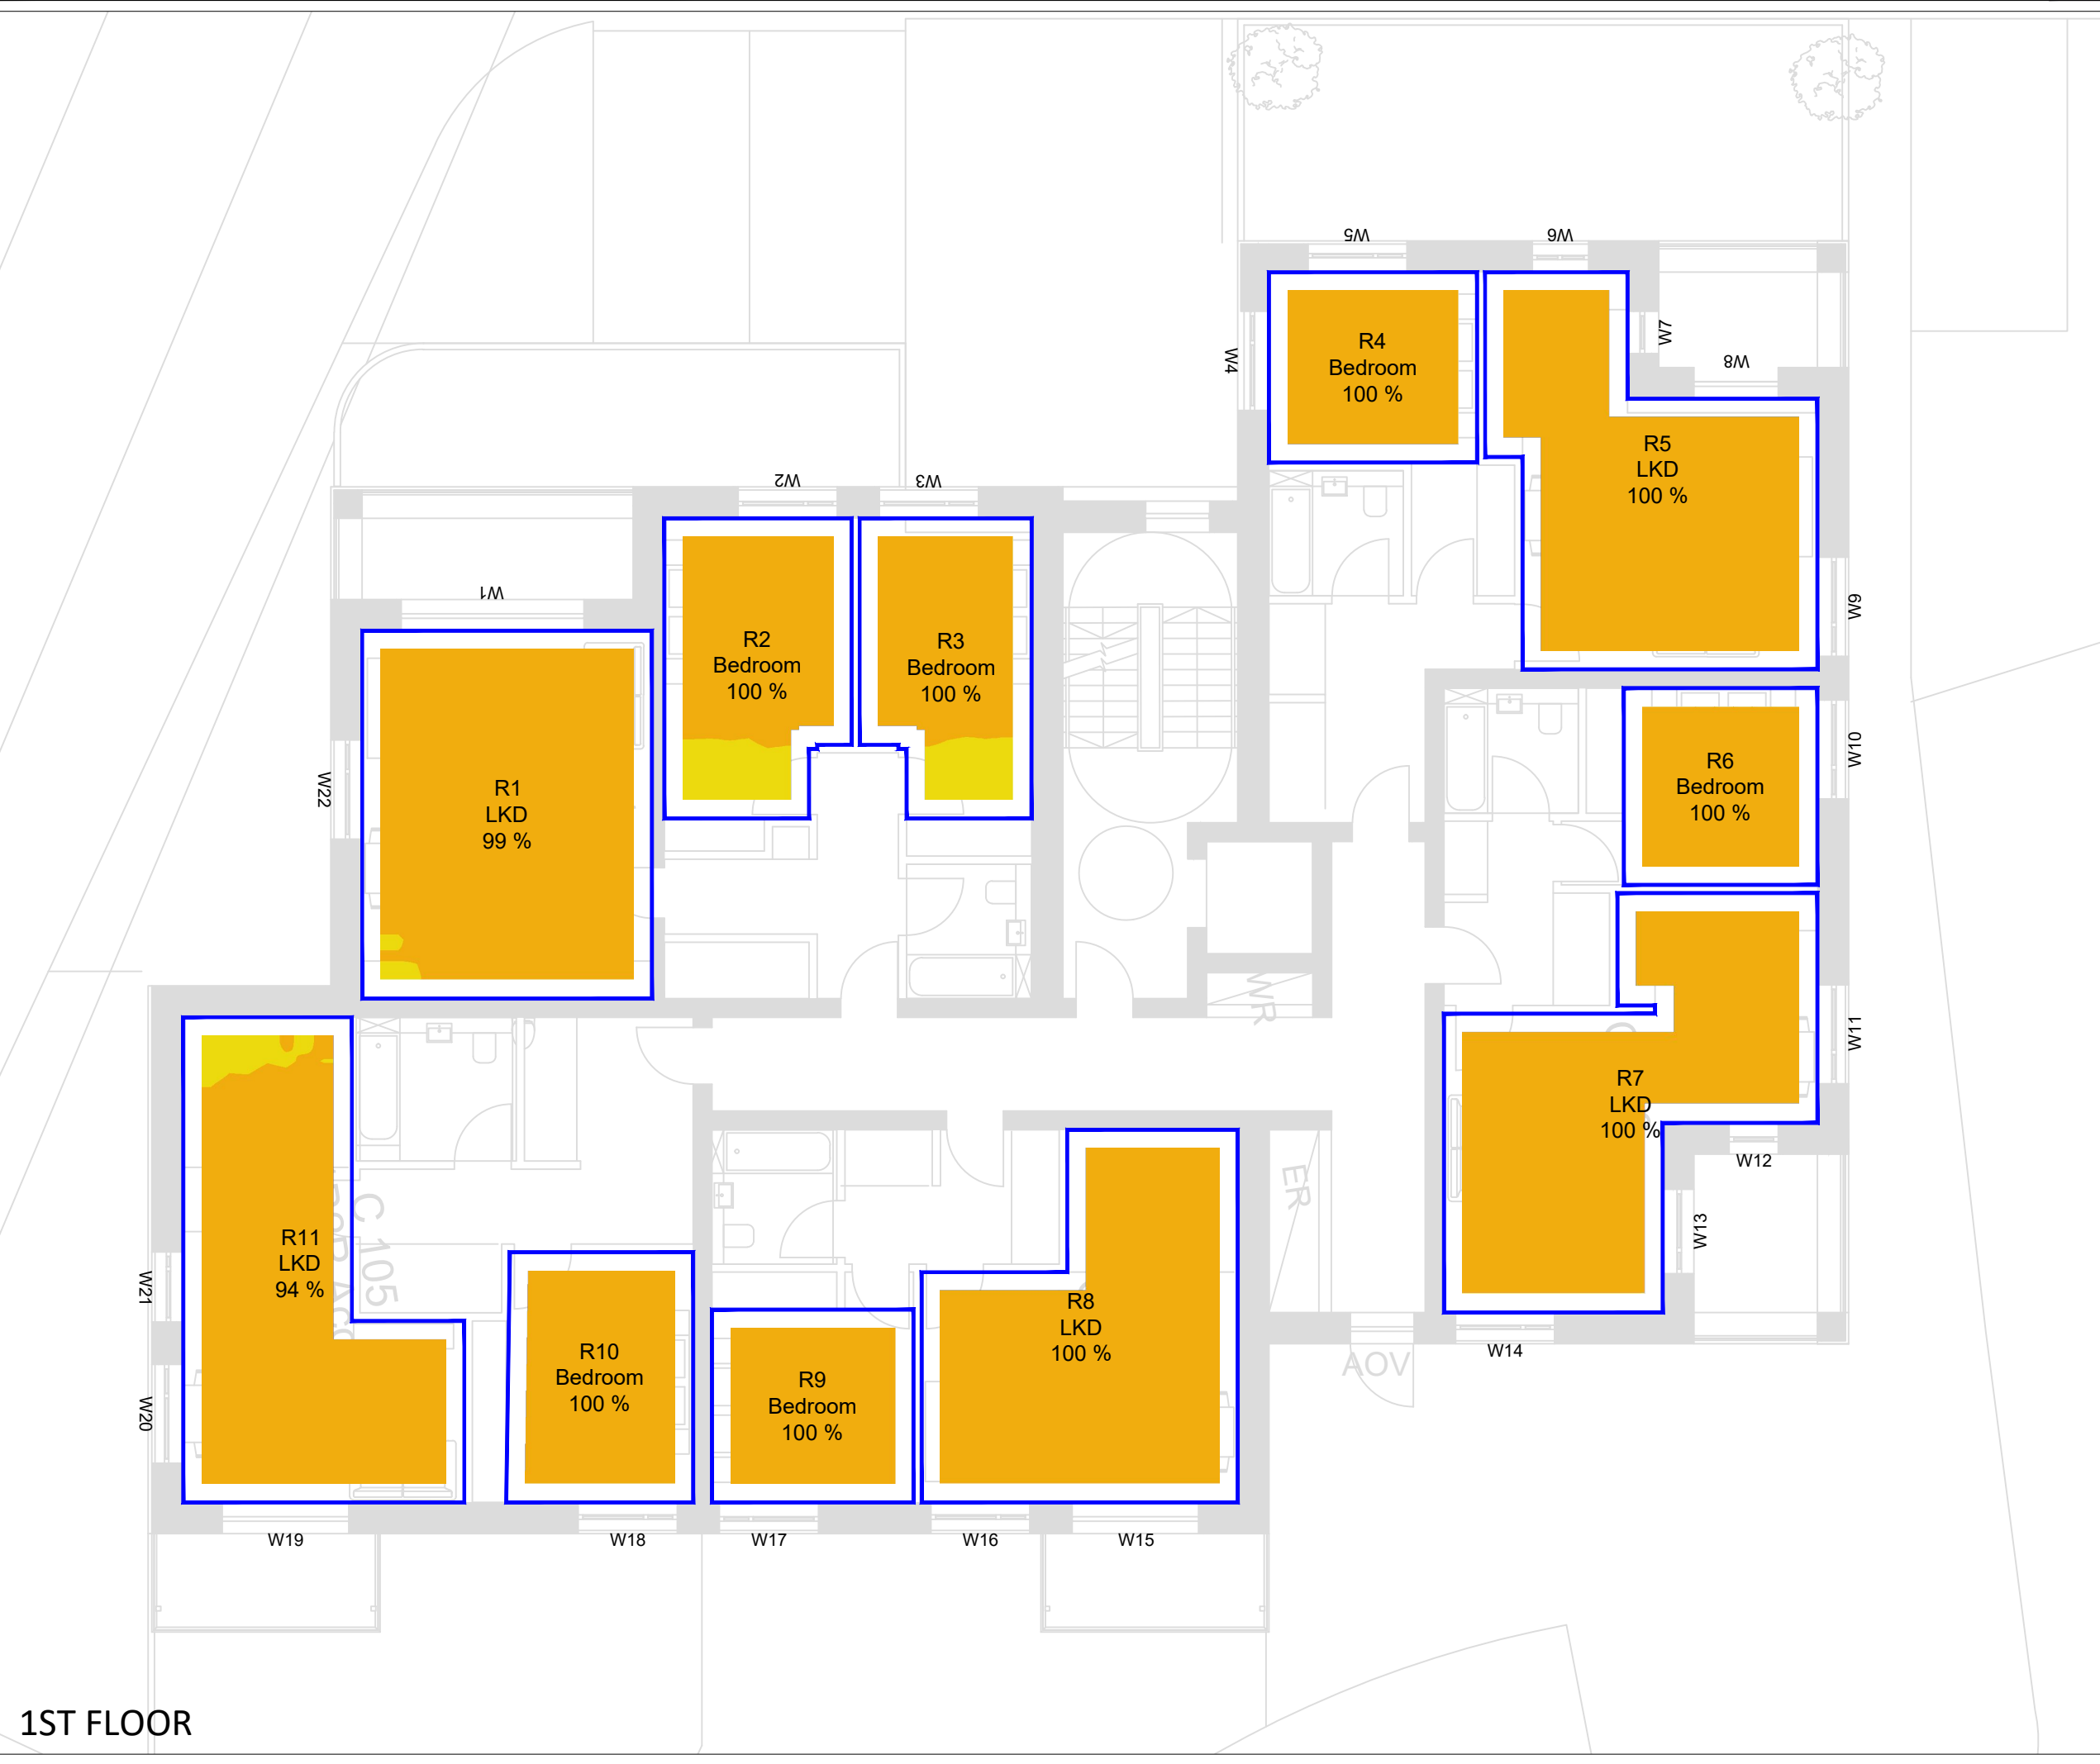 W5
W6
W4
R4
Bedroom
100 %
W7
W8
R5
LKD
100 %
W2
W3
W1
W9
R2
Bedroom
100 %
R3
Bedroom
100 %
W22
R1
LKD
99 %
R6
Bedroom
100 %
W10
WR
W11
R7
LKD
100 %
W12
W13
ER
C 105
R11
LKD
94 %
W21
W20
R10
Bedroom
100 %
R9
Bedroom
100 %
R8
LKD
100 %
AOV
W14
W19
W18
W17
W16
W15
1ST FLOOR